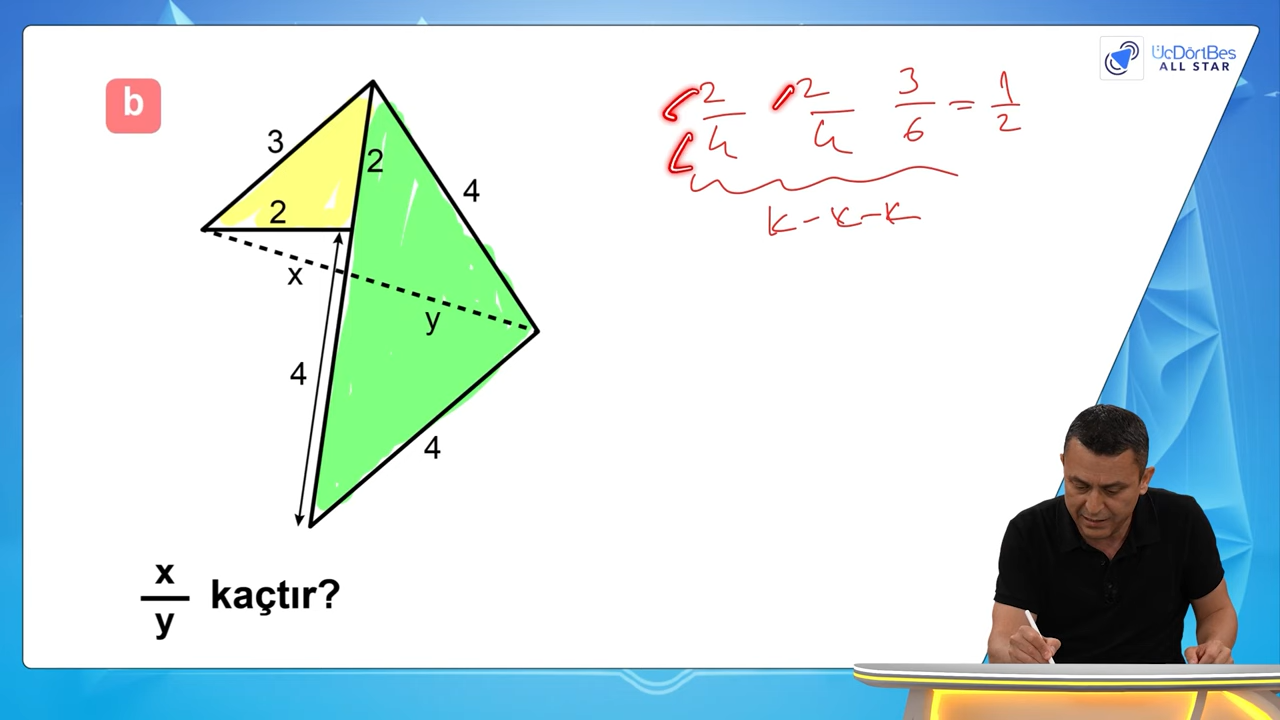 b
ÜçDörtBeş
ALL STAR
3
2
2
4
x
y
4
4
x/y kaçtır?
2/4 2/4 3/6 = 1/2
K-K-K